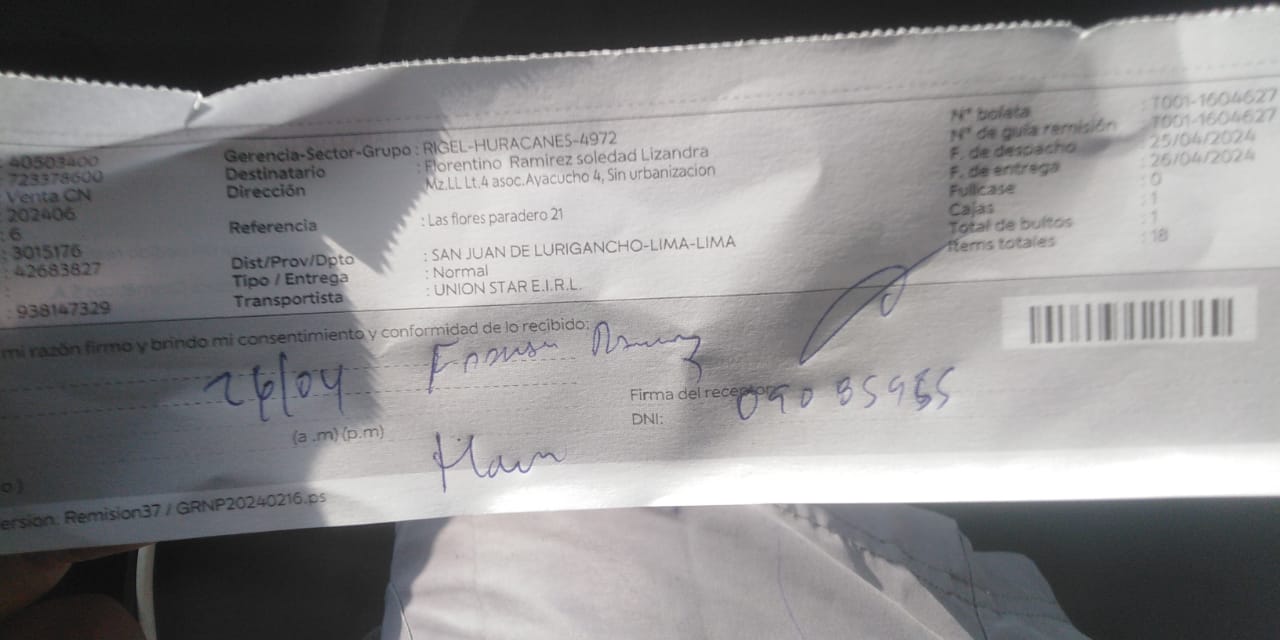 : 40503400
: 723378600
: Venta CN
: 202406
: 6
: 3015176
: 42683827
:
: 938147329
Gerencia-Sector-Grupo : RIGEL-HURACANES-4972
Destinatario : Florentino Ramirez soledad Lizandra
Dirección : Mz.LL Lt.4 asoc.Ayacucho 4, Sin urbanizacion
Referencia : Las flores paradero 21
Dist/Prov/Dpto : SAN JUAN DE LURIGANCHO-LIMA-LIMA
Tipo / Entrega : Normal
Transportista : UNION STAR E.I.R.L.
N° boleta : T001-1604627
N° de guía remisión : T001-1604627
F. de despacho : 25/04/2024
F. de entrega : 26/04/2024
Fullcase : 0
Cajas : 1
Total de bultos : 1
Items totales : 18
mi razón firmo y brindo mi consentimiento y conformidad de lo recibido:
26/04
Firma del receptor
DNI:
(a .m) (p.m)
o )
ersion: Remision37 / GRNP20240216.ps